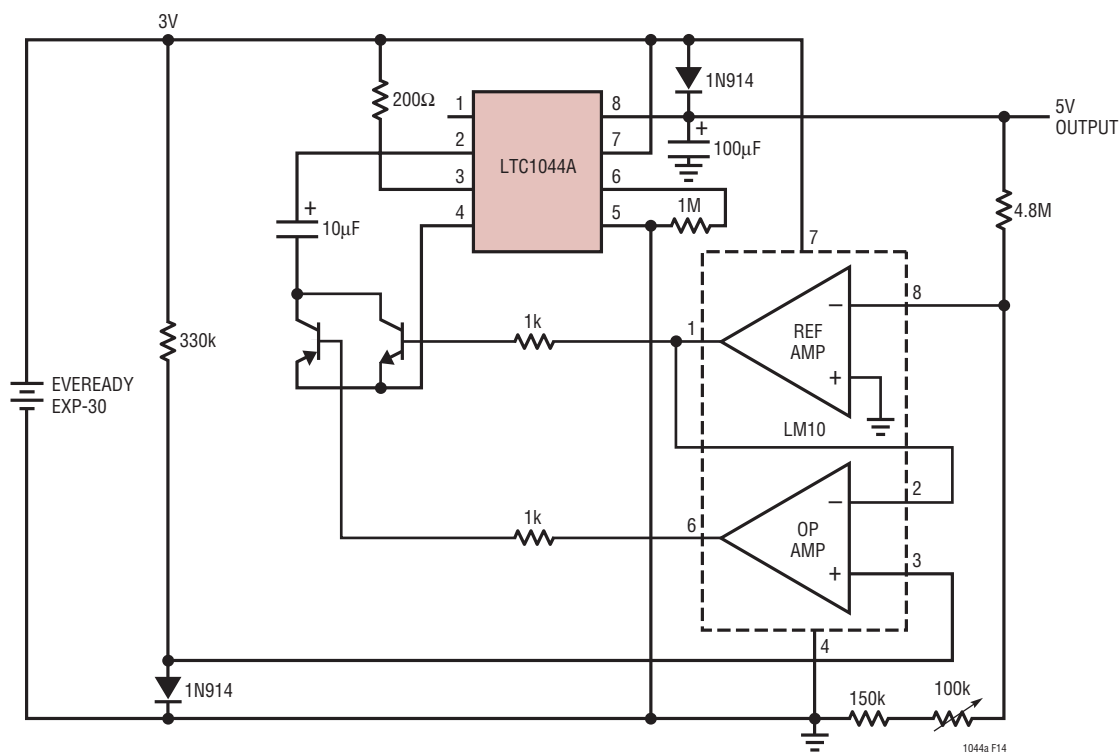 3V
200Ω
1
2
3
4
LTC1044A
8
7
6
5
1N914
+
100µF
5V
OUTPUT
1M
4.8M
+
10µF
7
330k
1k
1
REF
AMP
−
+
8
EVEREADY
EXP-30
LM10
1k
6
OP
AMP
−
+
2
3
4
1N914
150k
100k
1044a F14